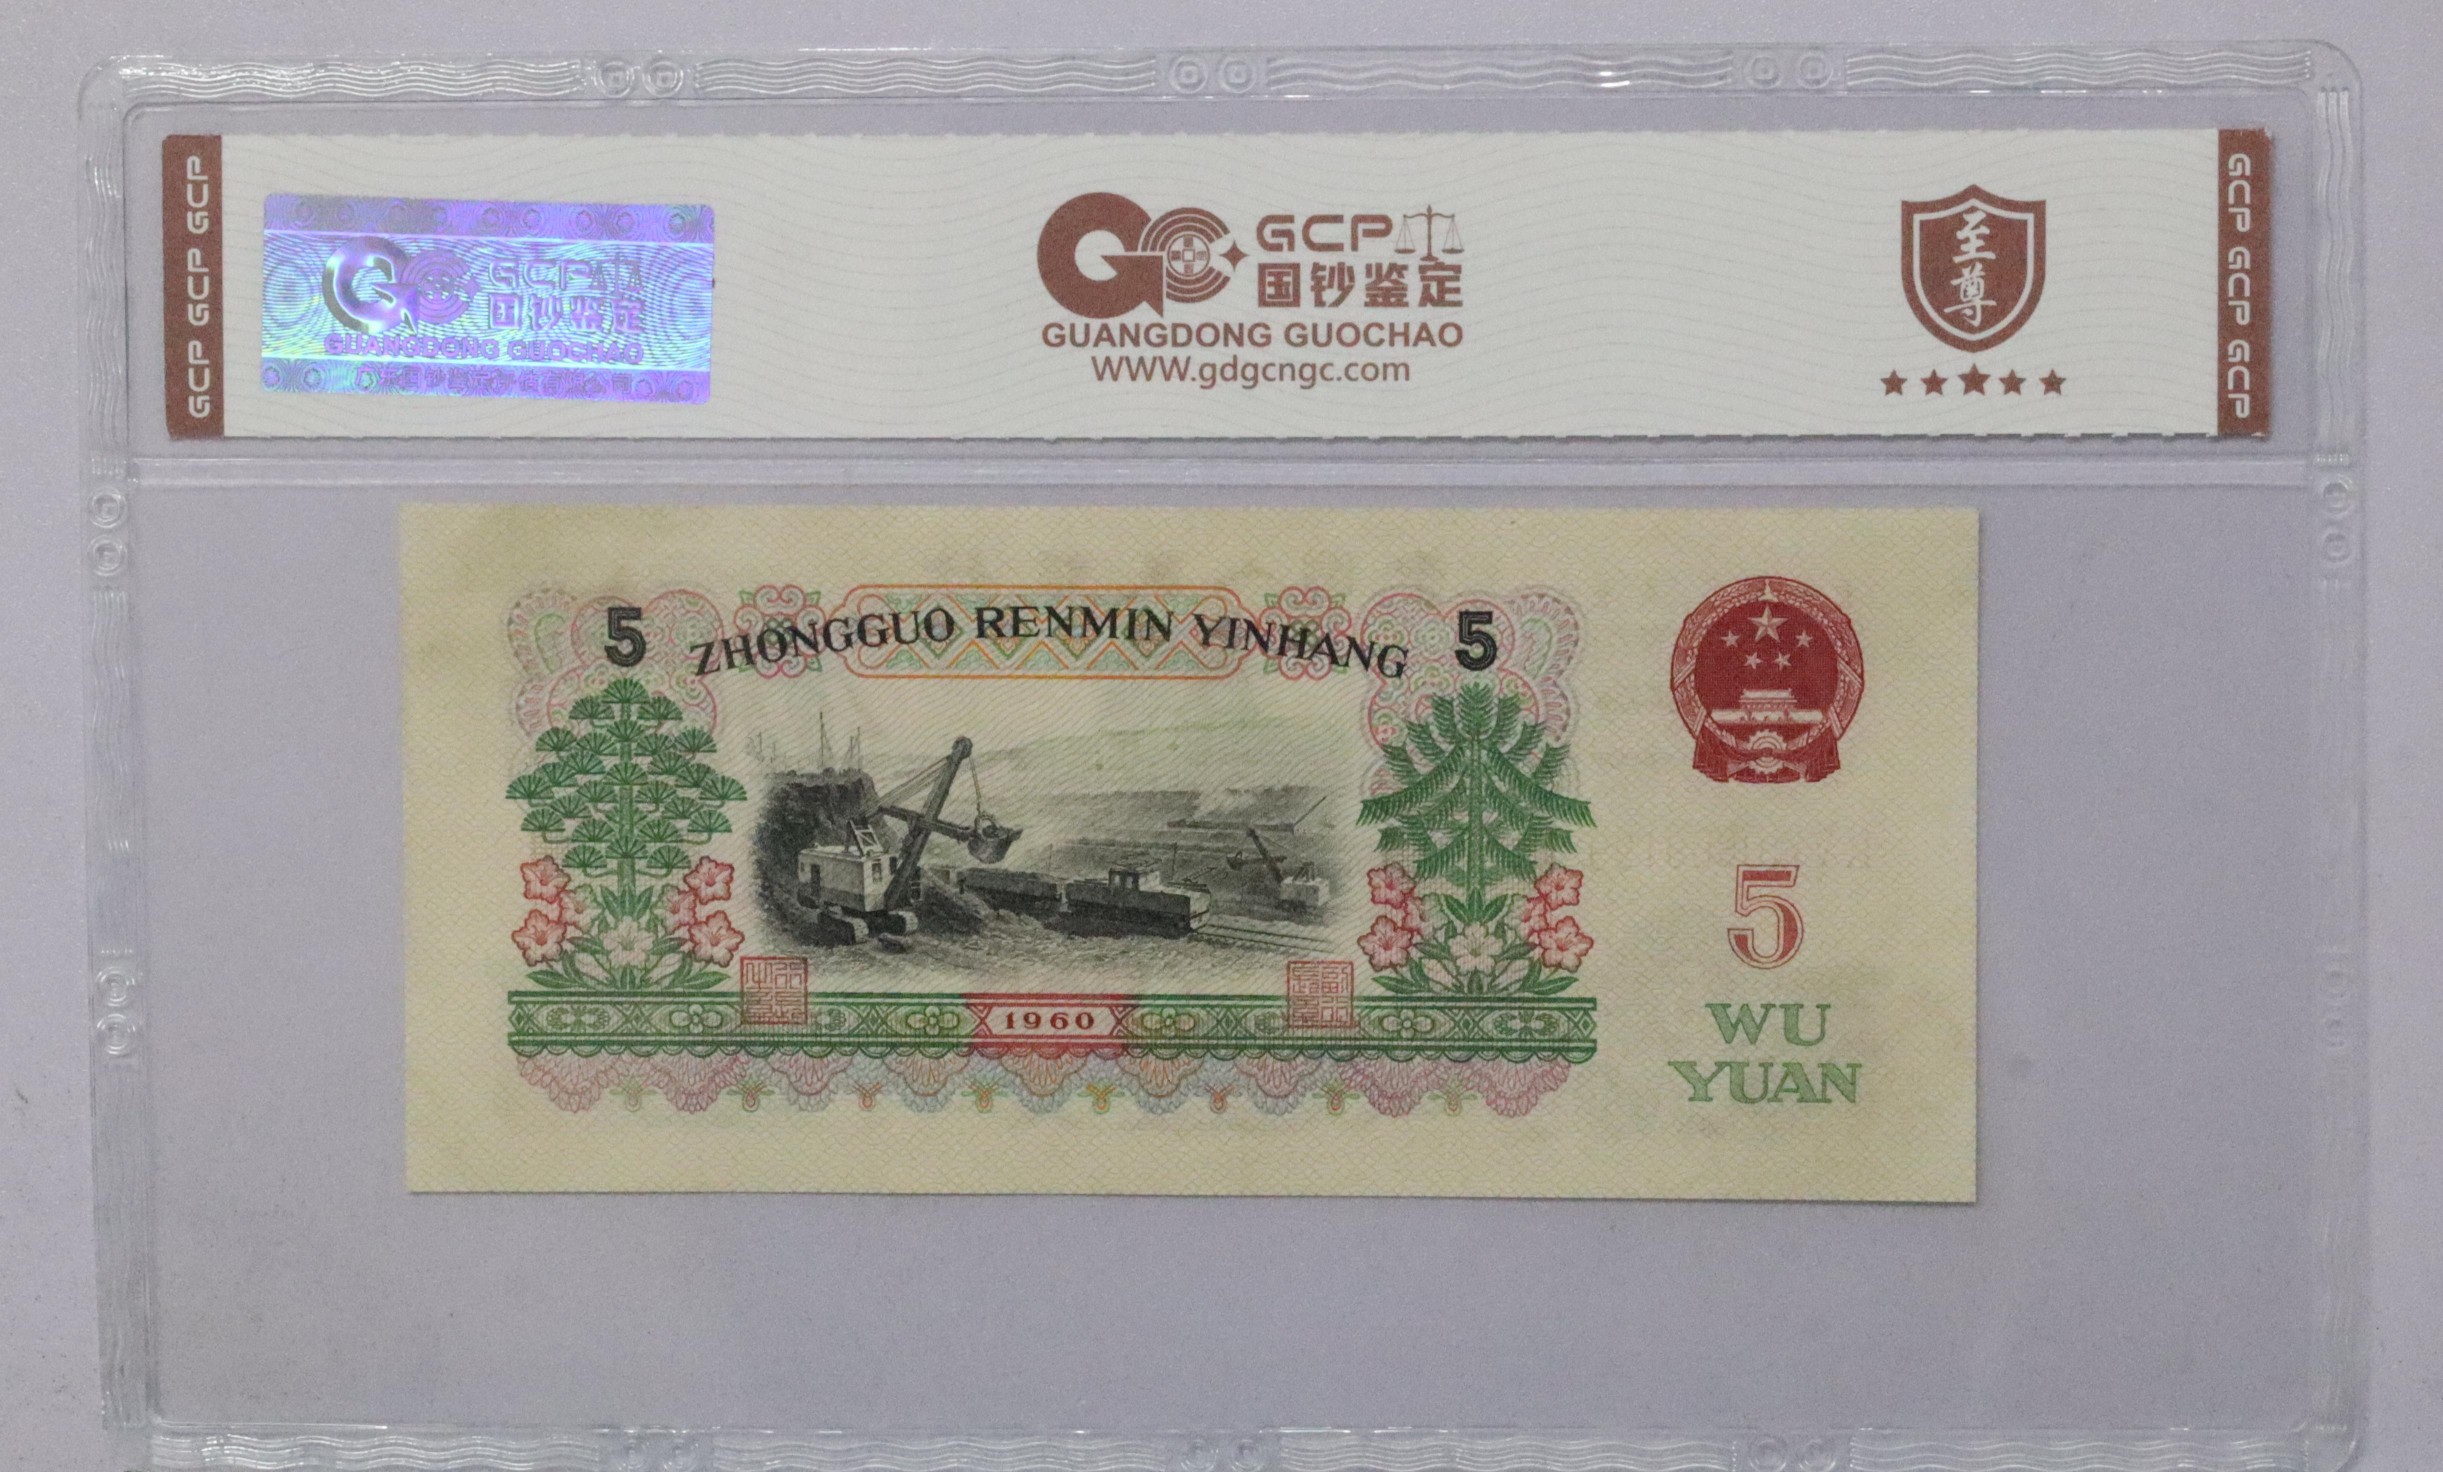 GCP GCP GCP
GCP
国钞鉴定
GUANGDONG GUOCHAO
GCP
国钞鉴定
GUANGDONG GUOCHAO
WWW.gdgcngc.com
至
尊
GCP GCP GCP
5 ZHONGGUO RENMIN YINHANG 5
1960
5
WU
YUAN